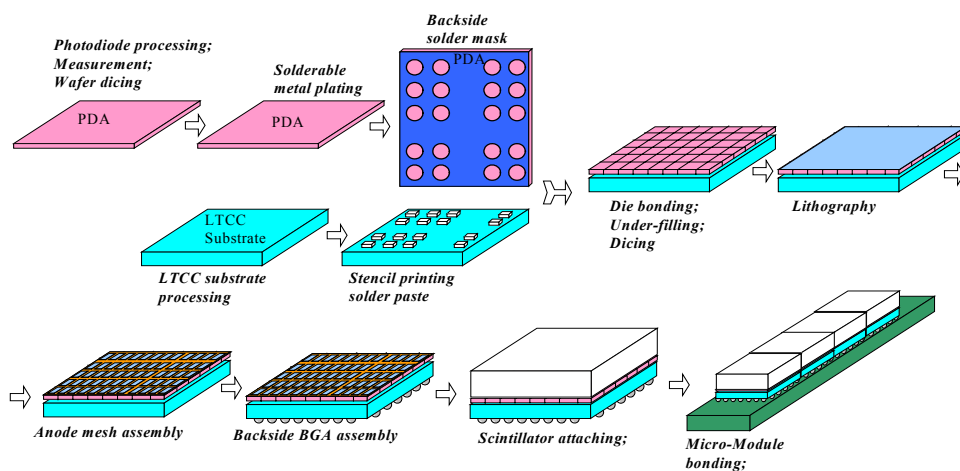 Photodiode processing;
Measurement;
Wafer dicing
PDA
Solderable
metal plating
PDA
Backside
solder mask
PDA
LTCC
Substrate
LTCC substrate
processing
Stencil printing
solder paste
Die bonding;
Under-filling;
Dicing
Lithography
Anode mesh assembly
Backside BGA assembly
Scintillator attaching;
Micro-Module
bonding;